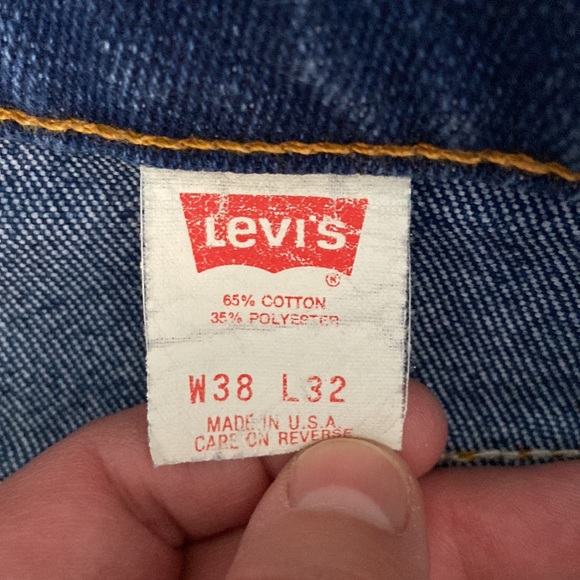 Levi's
®
65% COTTON
35% POLYESTER
W38 L32
MADE IN U.S.A.
CARE ON REVERSE